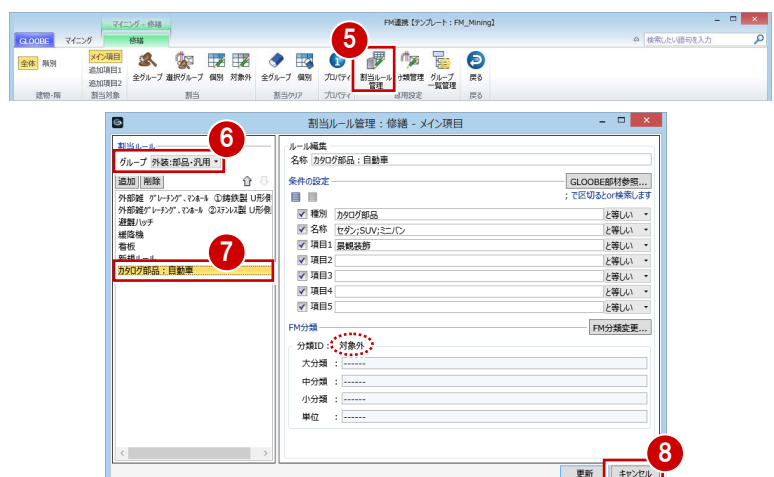 マイニング - 修繕
FM連携 [テンプレート : FM_Mining]
GLOOBE マイニング 修繕
検索したい語句を入力
全体 階別
メイン項目
追加項目1
追加項目2
全グループ 選択グループ 個別 対象外 全グループ 個別 プロパティ 割当ルール管理 分類管理 グループ一覧管理 戻る
建物・階 割当対象 割当 割当クリア プロパティ 専用設定 戻る
5
割当ルール管理 : 修繕 - メイン項目
6
割当ルール
グループ 外装:部品・汎用
追加 削除
外部雑 グレーチング、マンホール ①鋳鉄製 U形側
外部雑グレーチング、マンホール ②ステンレス製 U形側
避難ハッチ
緩降機
看板
新規ルール
カタログ部品 : 自動車
7
ルール編集
名称 カタログ部品 : 自動車
条件の設定
GLOOBE部材参照...
; で区切るとor検索します
種別 カタログ部品 と等しい
名称 セダン;SUV;ミニバン と等しい
項目1 景観装飾 と等しい
項目2 と等しい
項目3 と等しい
項目4 と等しい
項目5 と等しい
FM分類
FM分類変更...
分類ID : 対象外
大分類 : ------
中分類 : ------
小分類 : ------
単位 : ------
8
更新 キャンセル